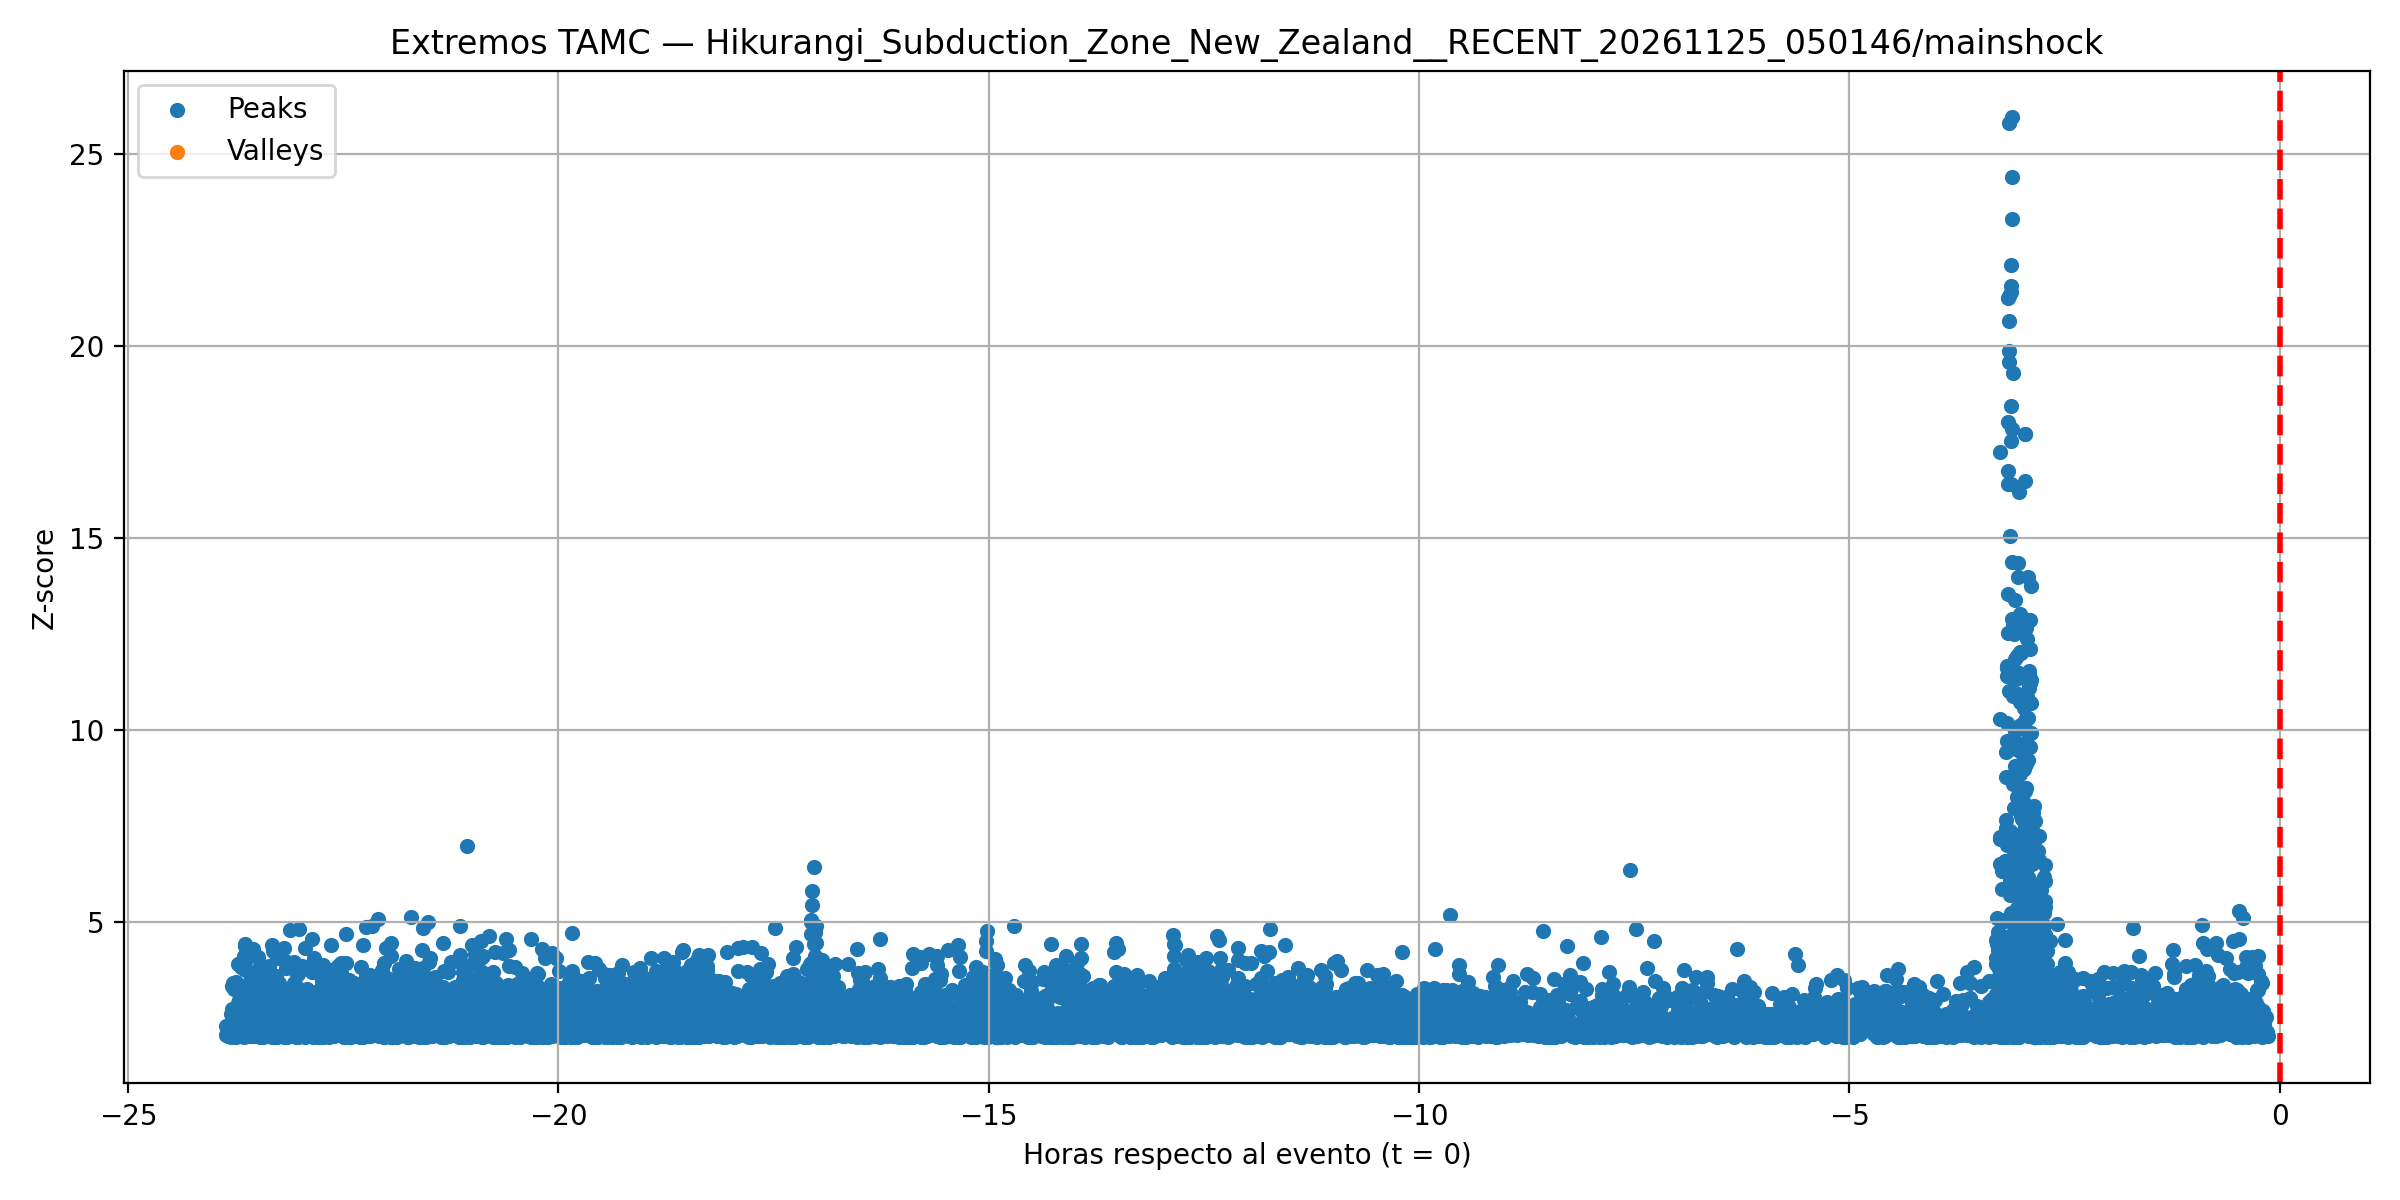 Extremos TAMC — Hikurangi_Subduction_Zone_New_Zealand__RECENT_20261125_050146/mainshock
Peaks
Valleys
25
20
15
10
5
Z-score
−25
−20
−15
−10
−5
0
Horas respecto al evento (t = 0)